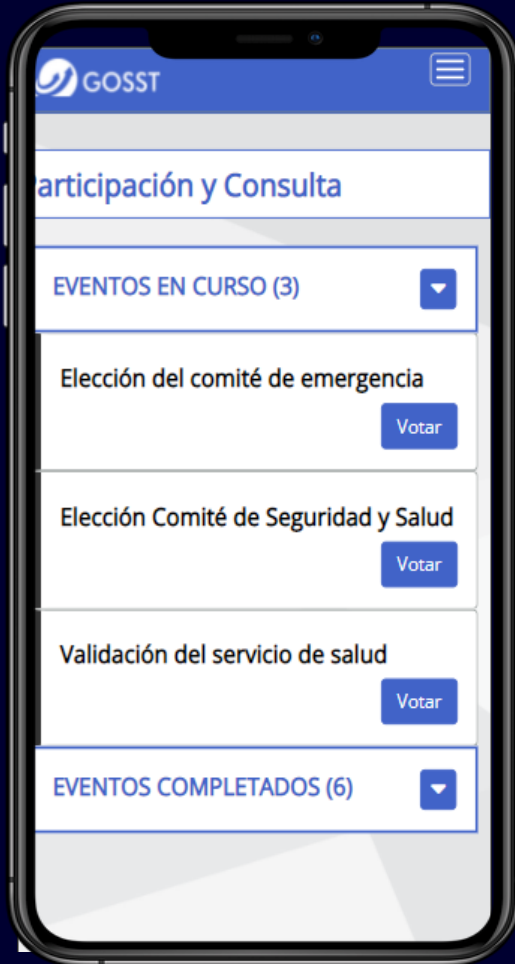 GOSST
articipación y Consulta
EVENTOS EN CURSO (3)
Elección del comité de emergencia
Votar
Elección Comité de Seguridad y Salud
Votar
Validación del servicio de salud
Votar
EVENTOS COMPLETADOS (6)